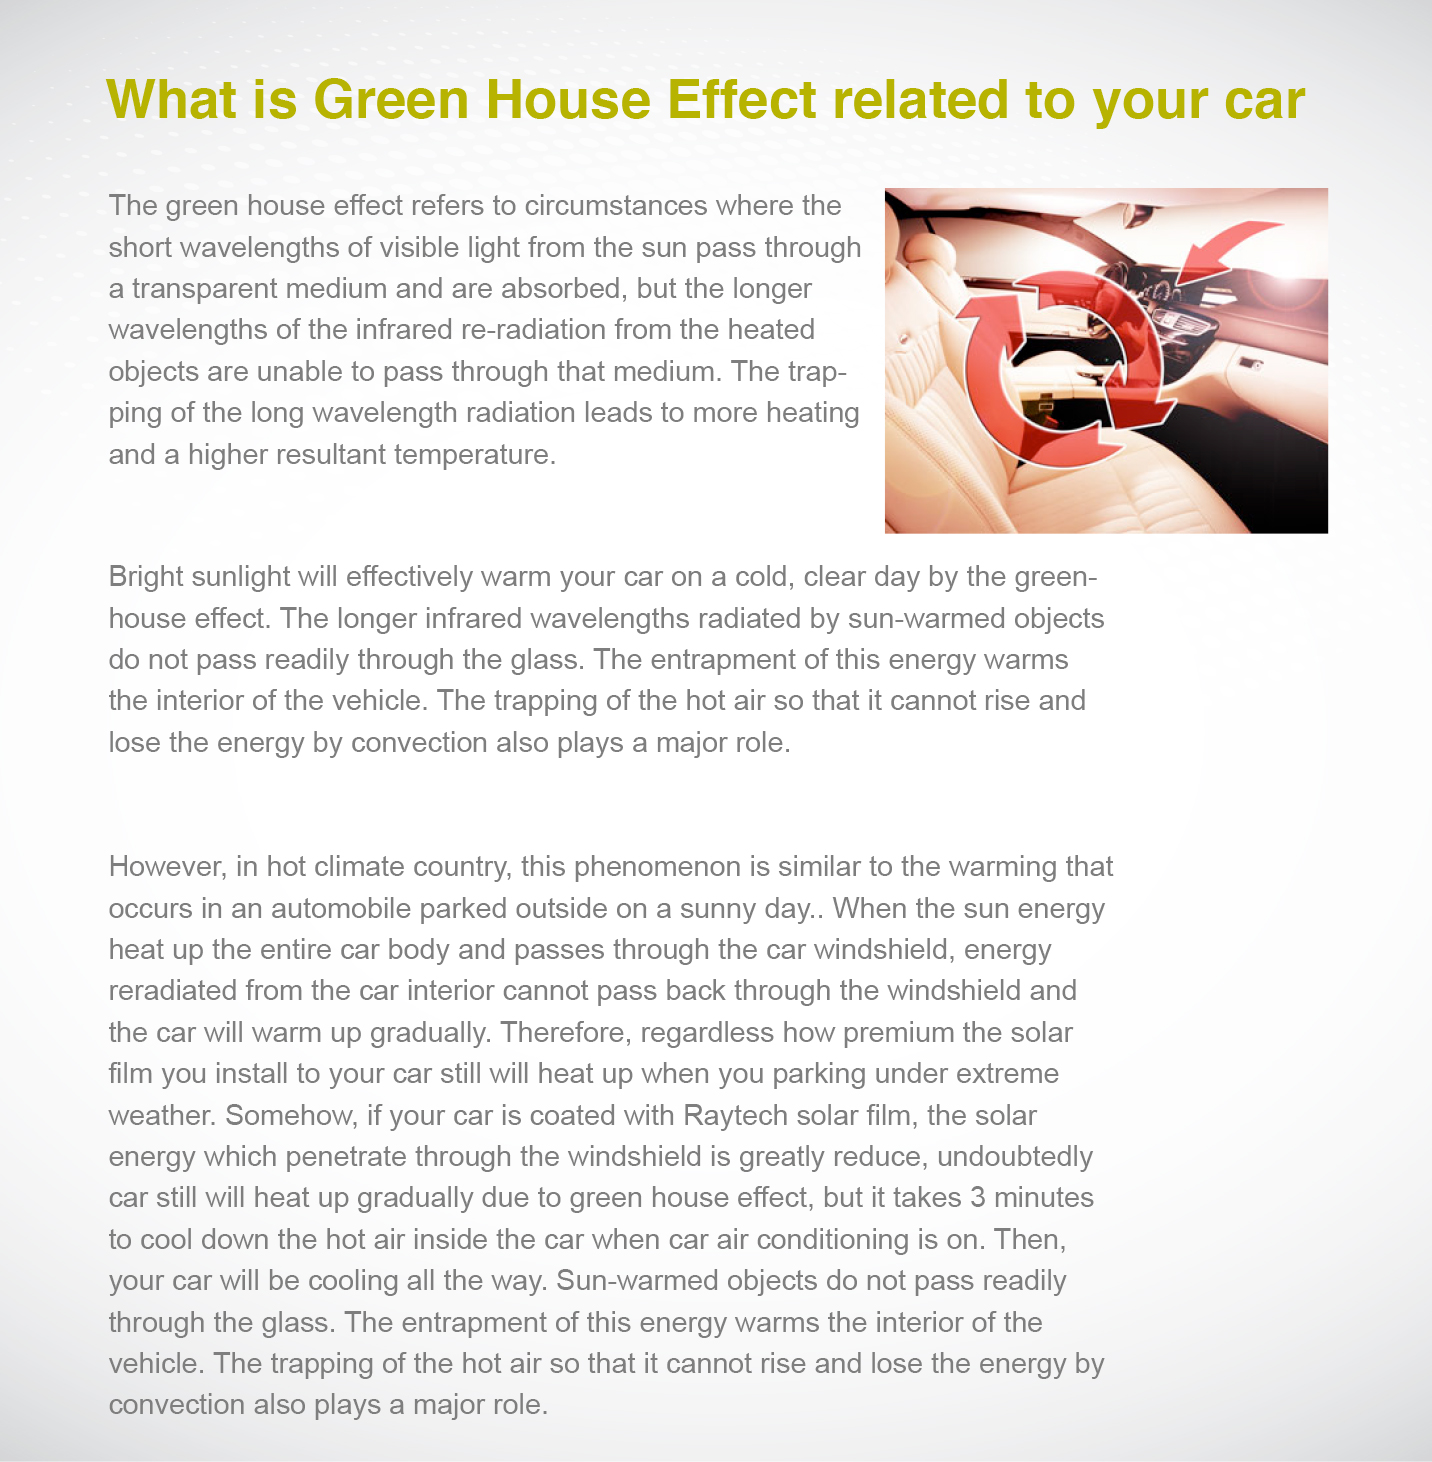 What is Green House Effect related to your car
The green house effect refers to circumstances where the
short wavelengths of visible light from the sun pass through
a transparent medium and are absorbed, but the longer
wavelengths of the infrared re-radiation from the heated
objects are unable to pass through that medium. The trap-
ping of the long wavelength radiation leads to more heating
and a higher resultant temperature.
Bright sunlight will effectively warm your car on a cold, clear day by the green-
house effect. The longer infrared wavelengths radiated by sun-warmed objects
do not pass readily through the glass. The entrapment of this energy warms
the interior of the vehicle. The trapping of the hot air so that it cannot rise and
lose the energy by convection also plays a major role.
However, in hot climate country, this phenomenon is similar to the warming that
occurs in an automobile parked outside on a sunny day.. When the sun energy
heat up the entire car body and passes through the car windshield, energy
reradiated from the car interior cannot pass back through the windshield and
the car will warm up gradually. Therefore, regardless how premium the solar
film you install to your car still will heat up when you parking under extreme
weather. Somehow, if your car is coated with Raytech solar film, the solar
energy which penetrate through the windshield is greatly reduce, undoubtedly
car still will heat up gradually due to green house effect, but it takes 3 minutes
to cool down the hot air inside the car when car air conditioning is on. Then,
your car will be cooling all the way. Sun-warmed objects do not pass readily
through the glass. The entrapment of this energy warms the interior of the
vehicle. The trapping of the hot air so that it cannot rise and lose the energy by
convection also plays a major role.